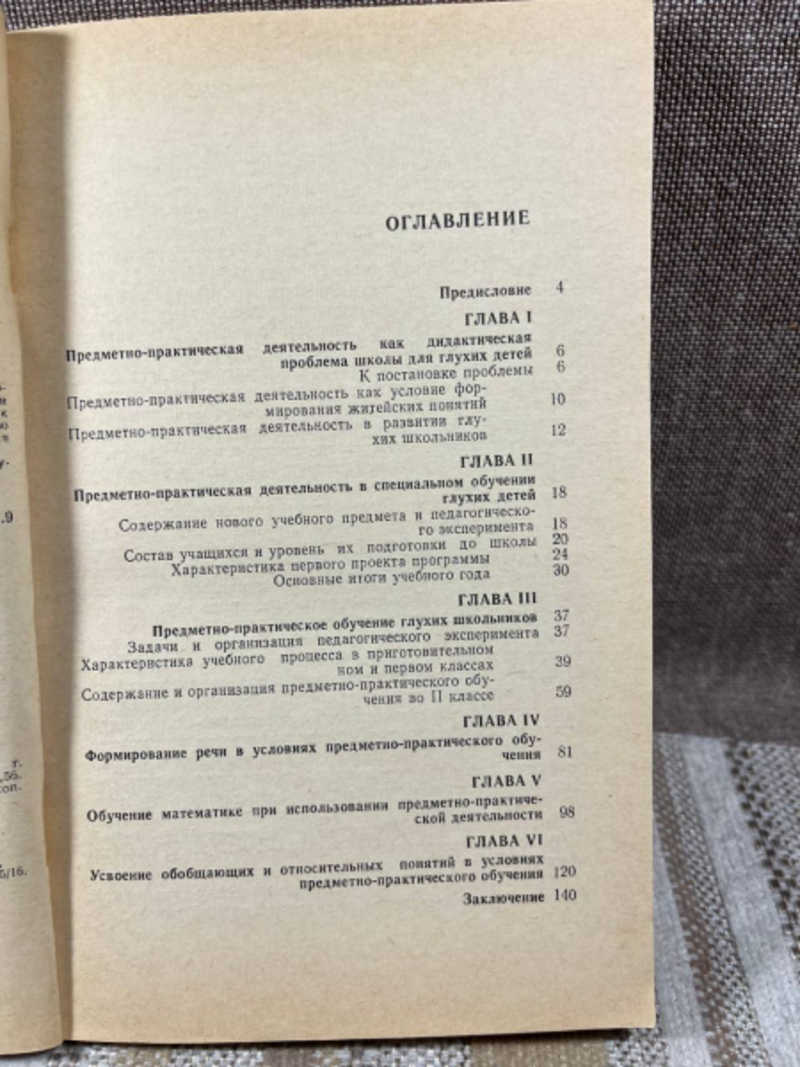 ОГЛАВЛЕНИЕ
Предисловие 4
ГЛАВА I
Предметно-практическая деятельность как дидактическая
проблема школы для глухих детей 6
К постановке проблемы 6
Предметно-практическая деятельность как условие фор-
мирования житейских понятий 10
Предметно-практическая деятельность в развитии глу-
хих школьников 12
ГЛАВА II
Предметно-практическая деятельность в специальном обучении
глухих детей 18
Содержание нового учебного предмета и педагогическо-
го эксперимента 18
Состав учащихся и уровень их подготовки до школы 20
Характеристика первого проекта программы 24
Основные итоги учебного года 30
ГЛАВА III
Предметно-практическое обучение глухих школьников 37
Задачи и организация педагогического эксперимента 37
Характеристика учебного процесса в приготовитель
ном и первом классах 39
Содержание и организация предметно-практического обу-
чения во II классе 59
ГЛАВА IV
Формирование речи в условиях предметно-практического обу-
чения 81
ГЛАВА V
Обучение математике при использовании предметно-практиче-
ской деятельности 98
ГЛАВА VI
Усвоение обобщающих и относительных понятий в условиях
предметно-практического обучения 120
Заключение 140